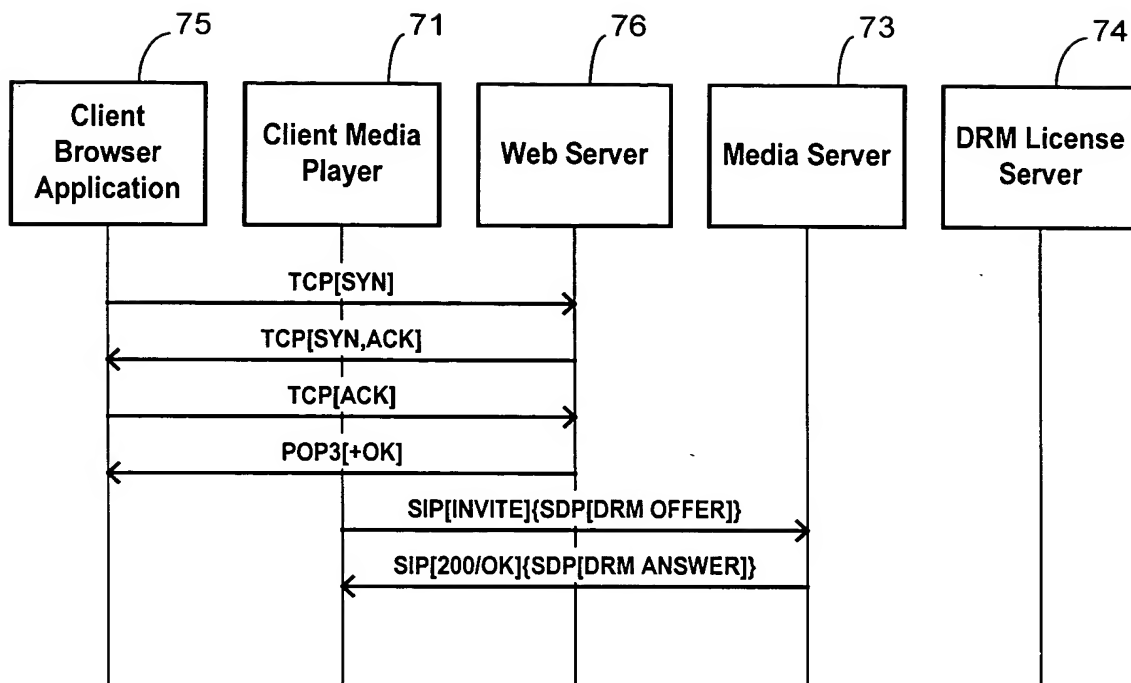 75
71
76
73
74
Client
Browser
Application
Client Media
Player
Web Server
Media Server
DRM License
Server
TCP[SYN]
TCP[SYN,ACK]
TCP[ACK]
POP3[+OK]
SIP[INVITE]{SDP[DRM OFFER]}
SIP[200/OK]{SDP[DRM ANSWER]}